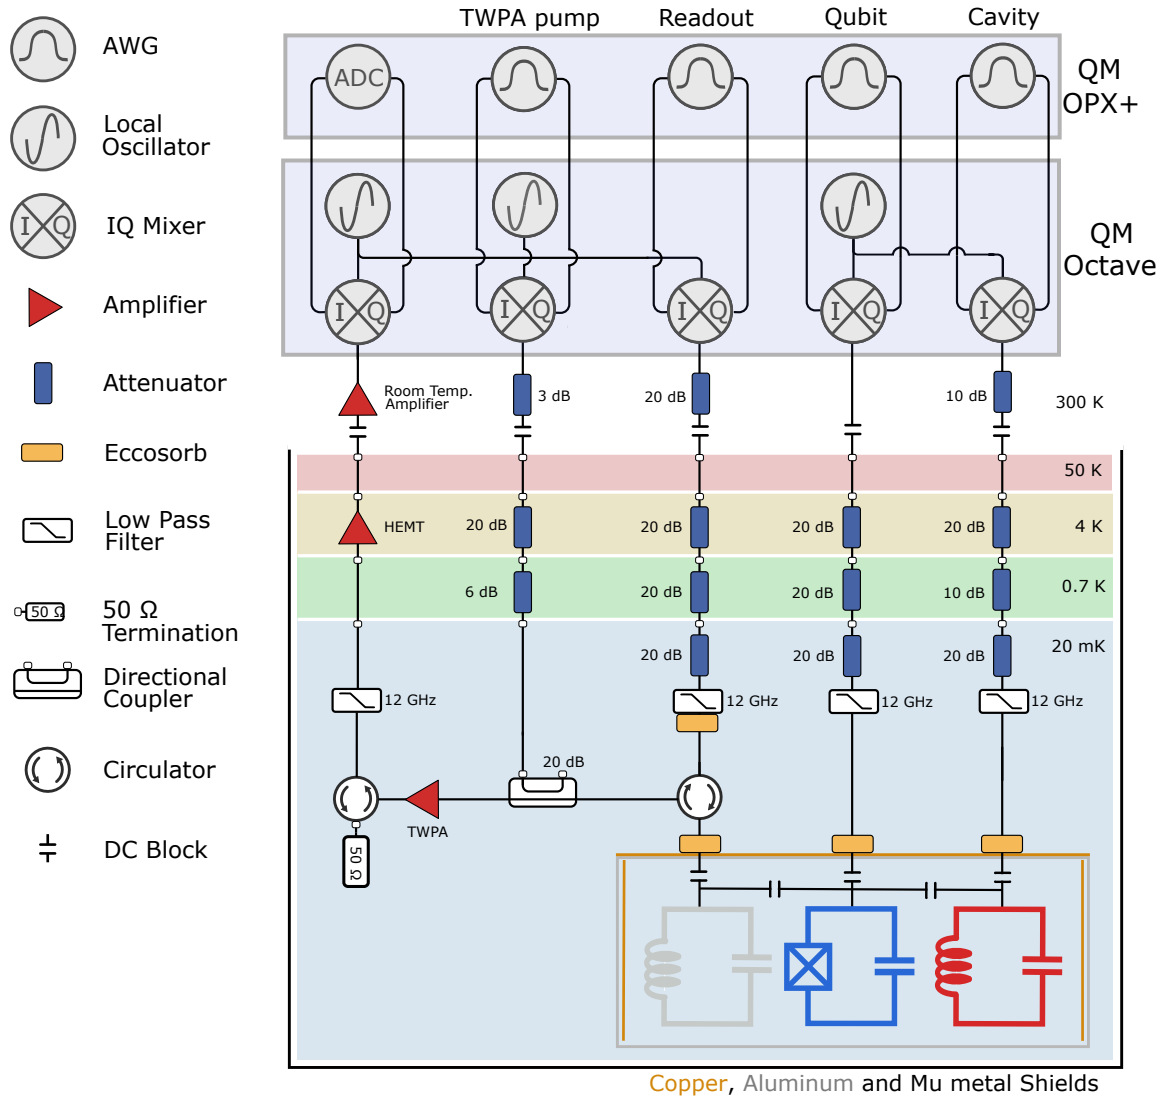 TWPA pump
Readout
Qubit
Cavity
AWG
Local
Oscillator
IQ Mixer
Amplifier
Attenuator
Eccosorb
Low Pass
Filter
50 Ω
Termination
Directional
Coupler
Circulator
DC Block
I Q
50 Ω
ADC
QM
OPX+
QM
Octave
I Q
I Q
I Q
I Q
I Q
Room Temp.
Amplifier
3 dB
20 dB
10 dB
300 K
50 K
HEMT
20 dB
20 dB
20 dB
20 dB
4 K
6 dB
20 dB
20 dB
10 dB
0.7 K
20 dB
20 dB
20 dB
20 mK
12 GHz
12 GHz
12 GHz
12 GHz
20 dB
TWPA
50 Ω
Copper, Aluminum and Mu metal Shields